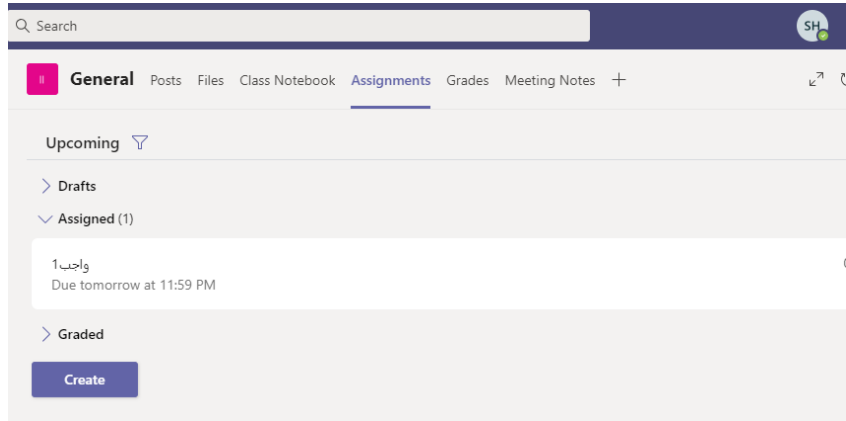 Search
SH
General Posts Files Class Notebook Assignments Grades Meeting Notes
Upcoming
Drafts
Assigned (1)
واجب1
Due tomorrow at 11:59 PM
Graded
Create